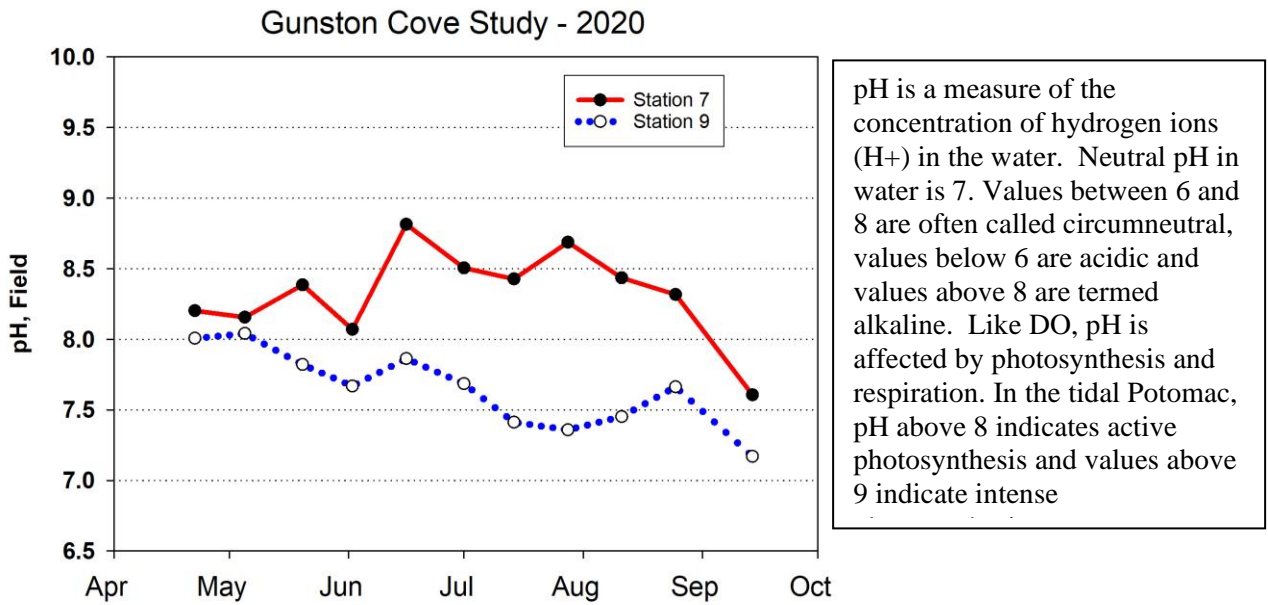 Gunston Cove Study - 2020
10.0
9.5
9.0
8.5
8.0
7.5
7.0
6.5
pH, Field
Station 7
Station 9
Apr May Jun Jul Aug Sep Oct
pH is a measure of the
concentration of hydrogen ions
(H+) in the water. Neutral pH in
water is 7. Values between 6 and
8 are often called circumneutral,
values below 6 are acidic and
values above 8 are termed
alkaline. Like DO, pH is
affected by photosynthesis and
respiration. In the tidal Potomac,
pH above 8 indicates active
photosynthesis and values above
9 indicate intense